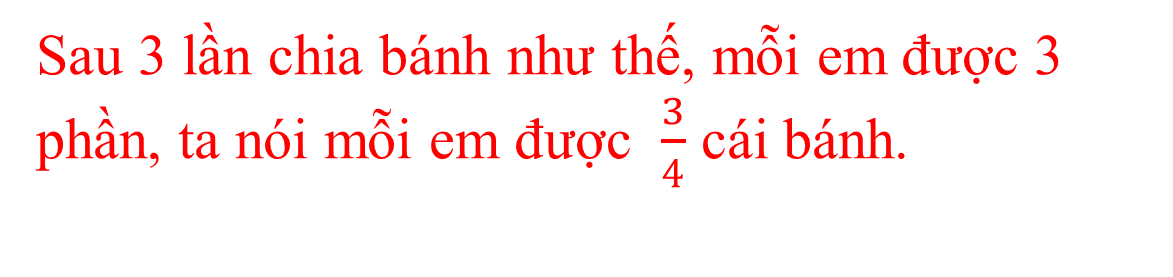 Sau 3 lần chia bánh như thế, mỗi em được 3
phần, ta nói mỗi em được 3/4 cái bánh.